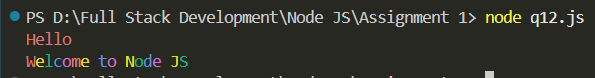 PS D:\Full Stack Development\Node JS\Assignment 1> node q12.js
Hello
Welcome to Node JS